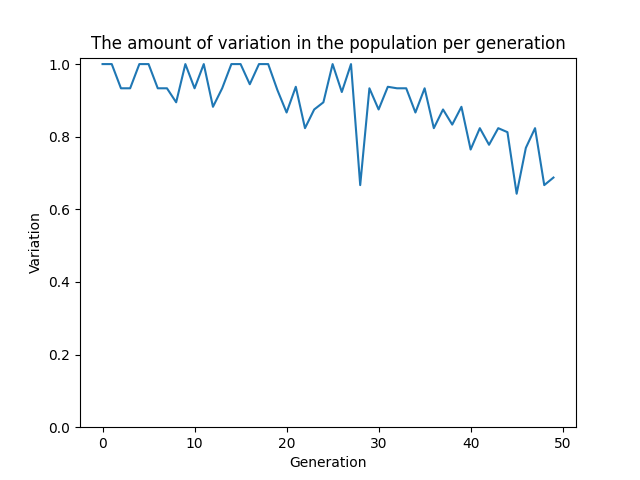 The amount of variation in the population per generation
1.0
0.8
0.6
0.4
0.2
0.0
Variation
0 10 20 30 40 50
Generation